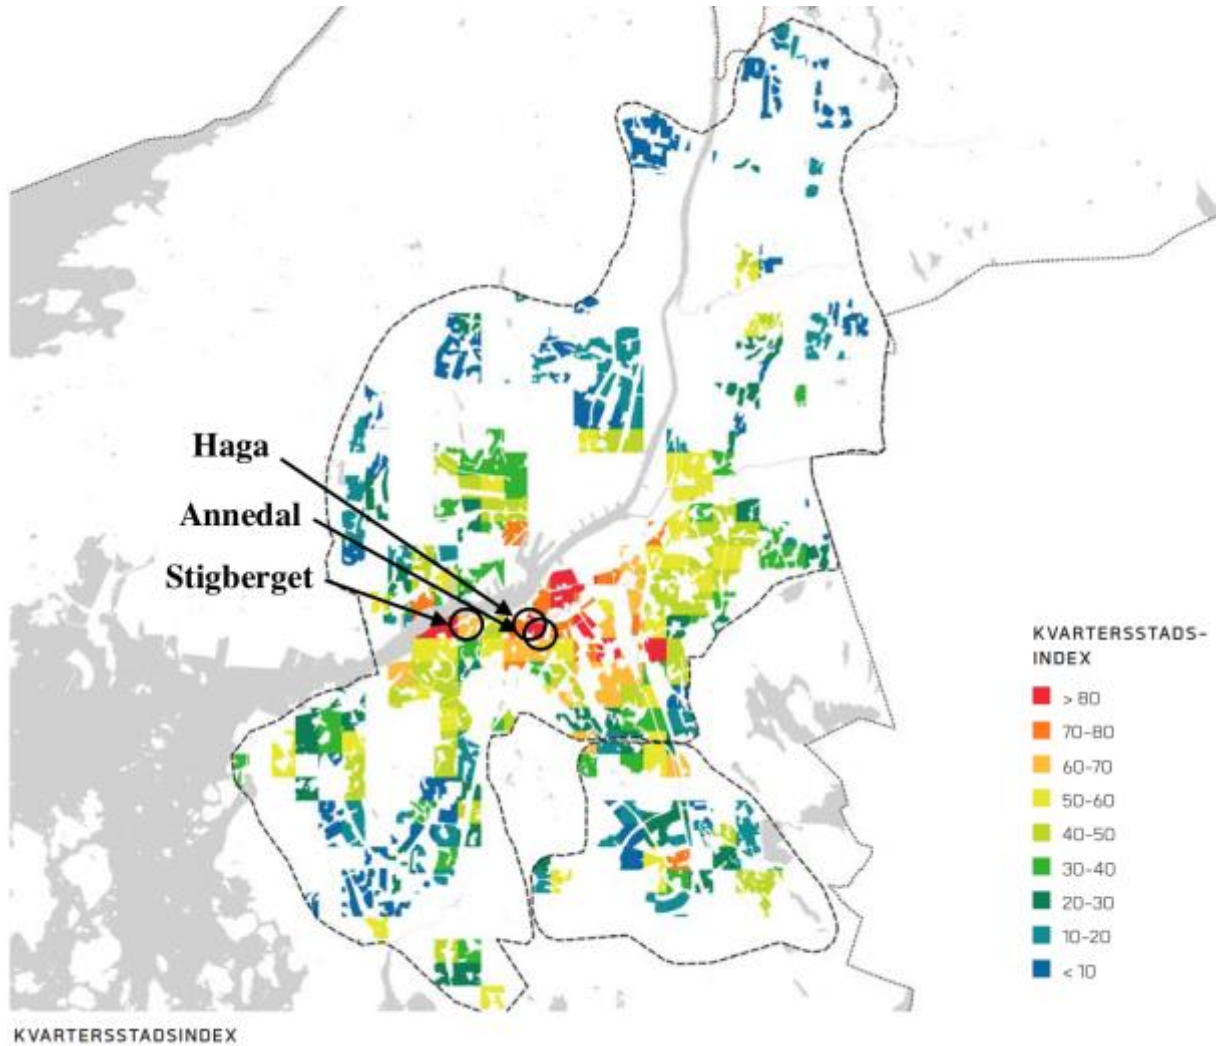 Haga
Annedal
Stigberget
KVARTERSSTADS-
INDEX
> 80
70-80
60-70
50-60
40-50
30-40
20-30
10-20
< 10
KVARTERSSTADSINDEX